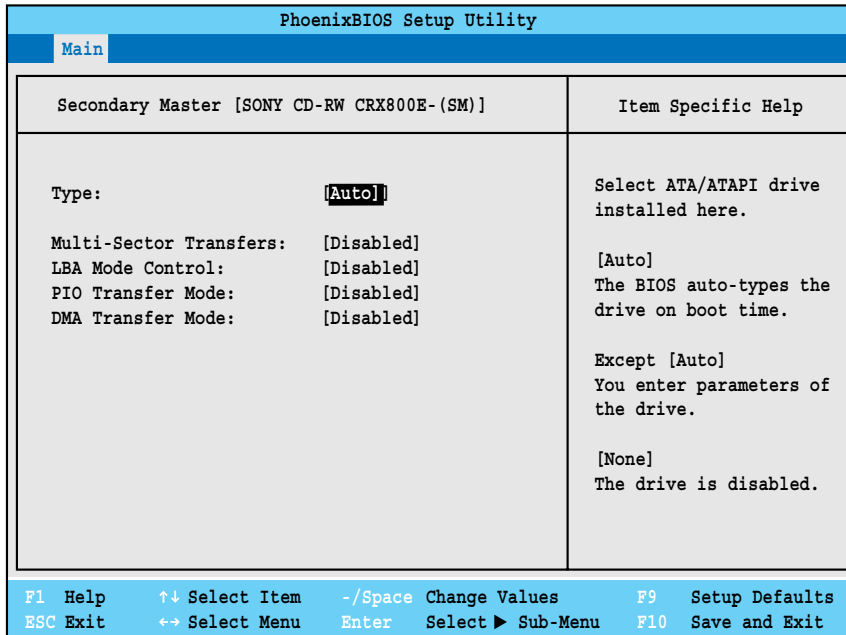 PhoenixBIOS Setup Utility
Main
Secondary Master [SONY CD-RW CRX800E-(SM)]
Item Specific Help
Type: [Auto]]
Multi-Sector Transfers: [Disabled]
LBA Mode Control: [Disabled]
PIO Transfer Mode: [Disabled]
DMA Transfer Mode: [Disabled]
Select ATA/ATAPI drive
installed here.
[Auto]
The BIOS auto-types the
drive on boot time.
Except [Auto]
You enter parameters of
the drive.
[None]
The drive is disabled.
F1 Help ↑↓ Select Item -/Space Change Values F9 Setup Defaults
ESC Exit ←→ Select Menu Enter Select ▶ Sub-Menu F10 Save and Exit